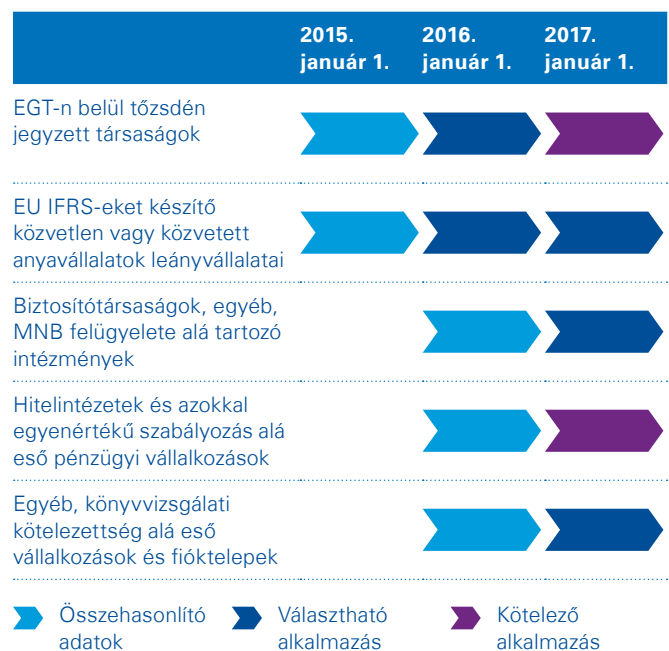 2015. január 1.
2016. január 1.
2017. január 1.
EGT-n belül tőzsdén
jegyzett társaságok
EU IFRS-eket készítő
közvetlen vagy közvetett
anyavállalatok leányvállalatai
Biztosítótársaságok, egyéb,
MNB felügyelete alá tartozó
intézmények
Hitelintézetek és azokkal
egyenértékű szabályozás alá
eső pénzügyi vállalkozások
Egyéb, könyvvizsgálati
kötelezettség alá eső
vállalkozások és fióktelepek
Összehasonlító
adatok
Választható
alkalmazás
Kötelező
alkalmazás